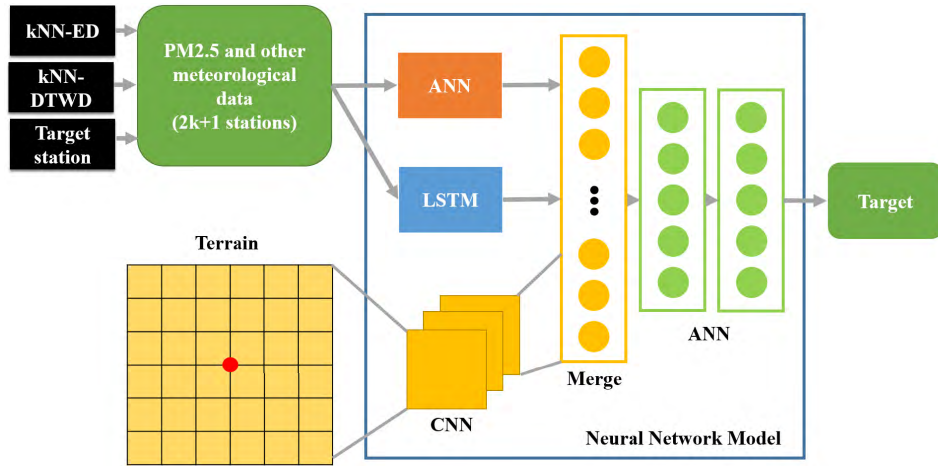 kNN-ED
kNN-
DTWD
Target
station
PM2.5 and other
meteorological
data
(2k+1 stations)
ANN
LSTM
Terrain
CNN
Merge
ANN
Target
Neural Network Model